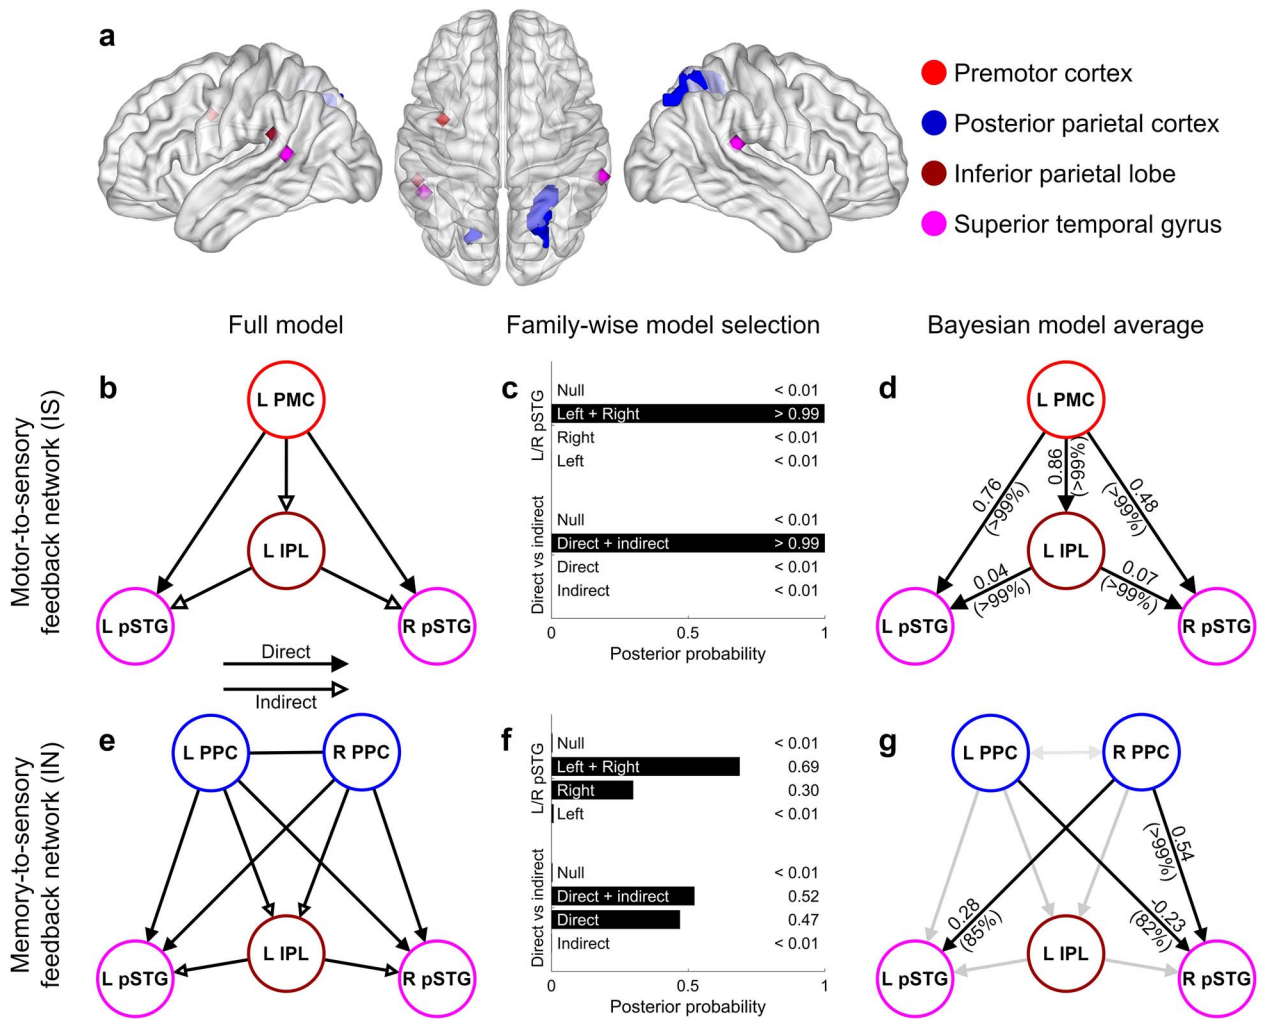 a
Premotor cortex
Posterior parietal cortex
Inferior parietal lobe
Superior temporal gyrus
Full model
Family-wise model selection
Bayesian model average
Motor-to-sensory
feedback network (IS)
b
L PMC
L IPL
L pSTG
R pSTG
Direct
Indirect
c
L/R pSTG
Null < 0.01
Left + Right > 0.99
Right < 0.01
Left < 0.01
Direct vs indirect
Null < 0.01
Direct + indirect > 0.99
Direct < 0.01
Indirect < 0.01
0 0.5 1
Posterior probability
d
L PMC
0.76
(>99%)
0.86
(>99%)
0.48
(>99%)
L IPL
0.04
(>99%)
0.07
(>99%)
L pSTG
R pSTG
Memory-to-sensory
feedback network (IN)
e
L PPC
R PPC
L IPL
L pSTG
R pSTG
f
L/R pSTG
Null < 0.01
Left + Right 0.69
Right 0.30
Left < 0.01
Direct vs indirect
Null < 0.01
Direct + indirect 0.52
Direct 0.47
Indirect < 0.01
0 0.5 1
Posterior probability
g
L PPC
R PPC
0.54
(>99%)
0.28
(85%)
-0.23
(82%)
L IPL
L pSTG
R pSTG